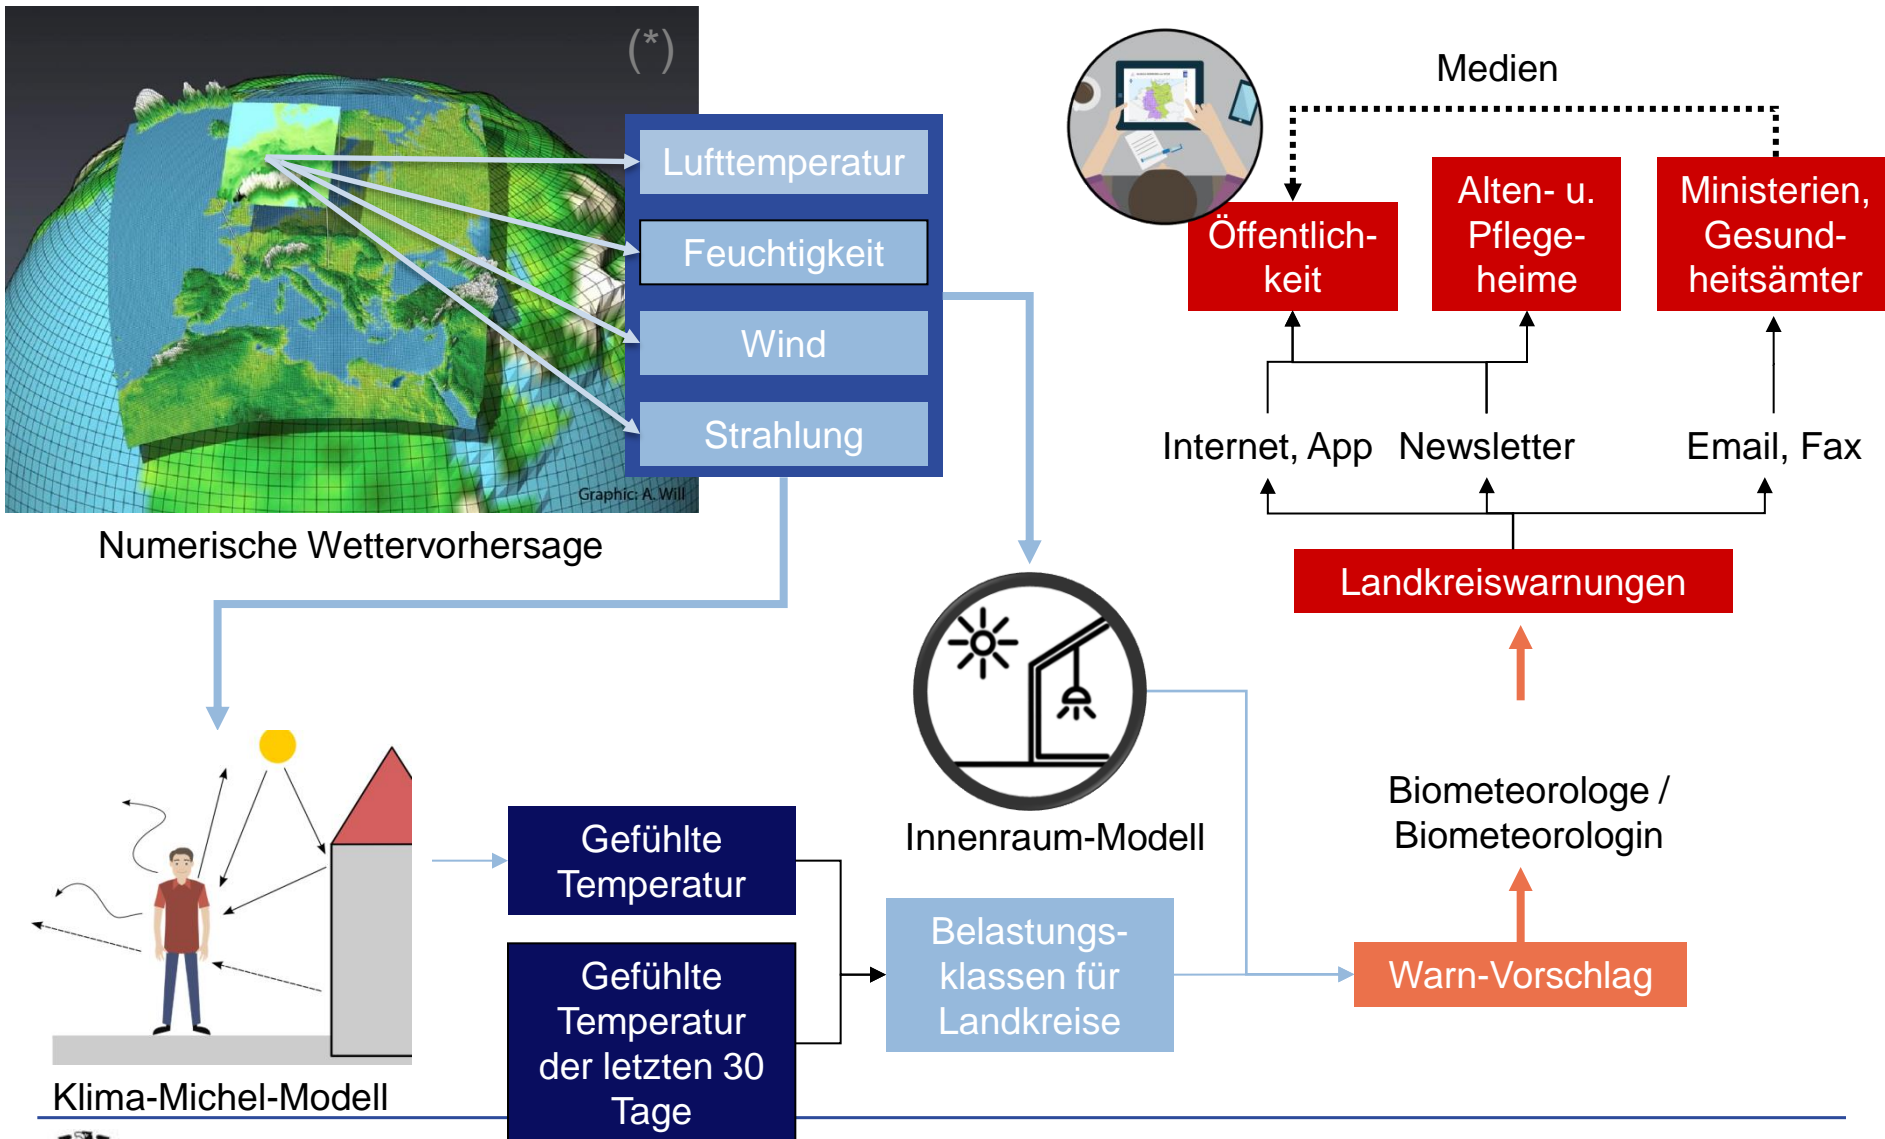 (*)
Lufttemperatur
Feuchtigkeit
Wind
Strahlung
Graphic: A. Will
Numerische Wettervorhersage
Medien
Öffentlich-
keit
Alten- u.
Pflege-
heime
Ministerien,
Gesund-
heitsämter
Internet, App
Newsletter
Email, Fax
Landkreiswarnungen
Biometeorologe /
Biometeorologin
Warn-Vorschlag
Innenraum-Modell
Gefühlte
Temperatur
Gefühlte
Temperatur
der letzten 30
Tage
Belastungs-
klassen für
Landkreise
Klima-Michel-Modell